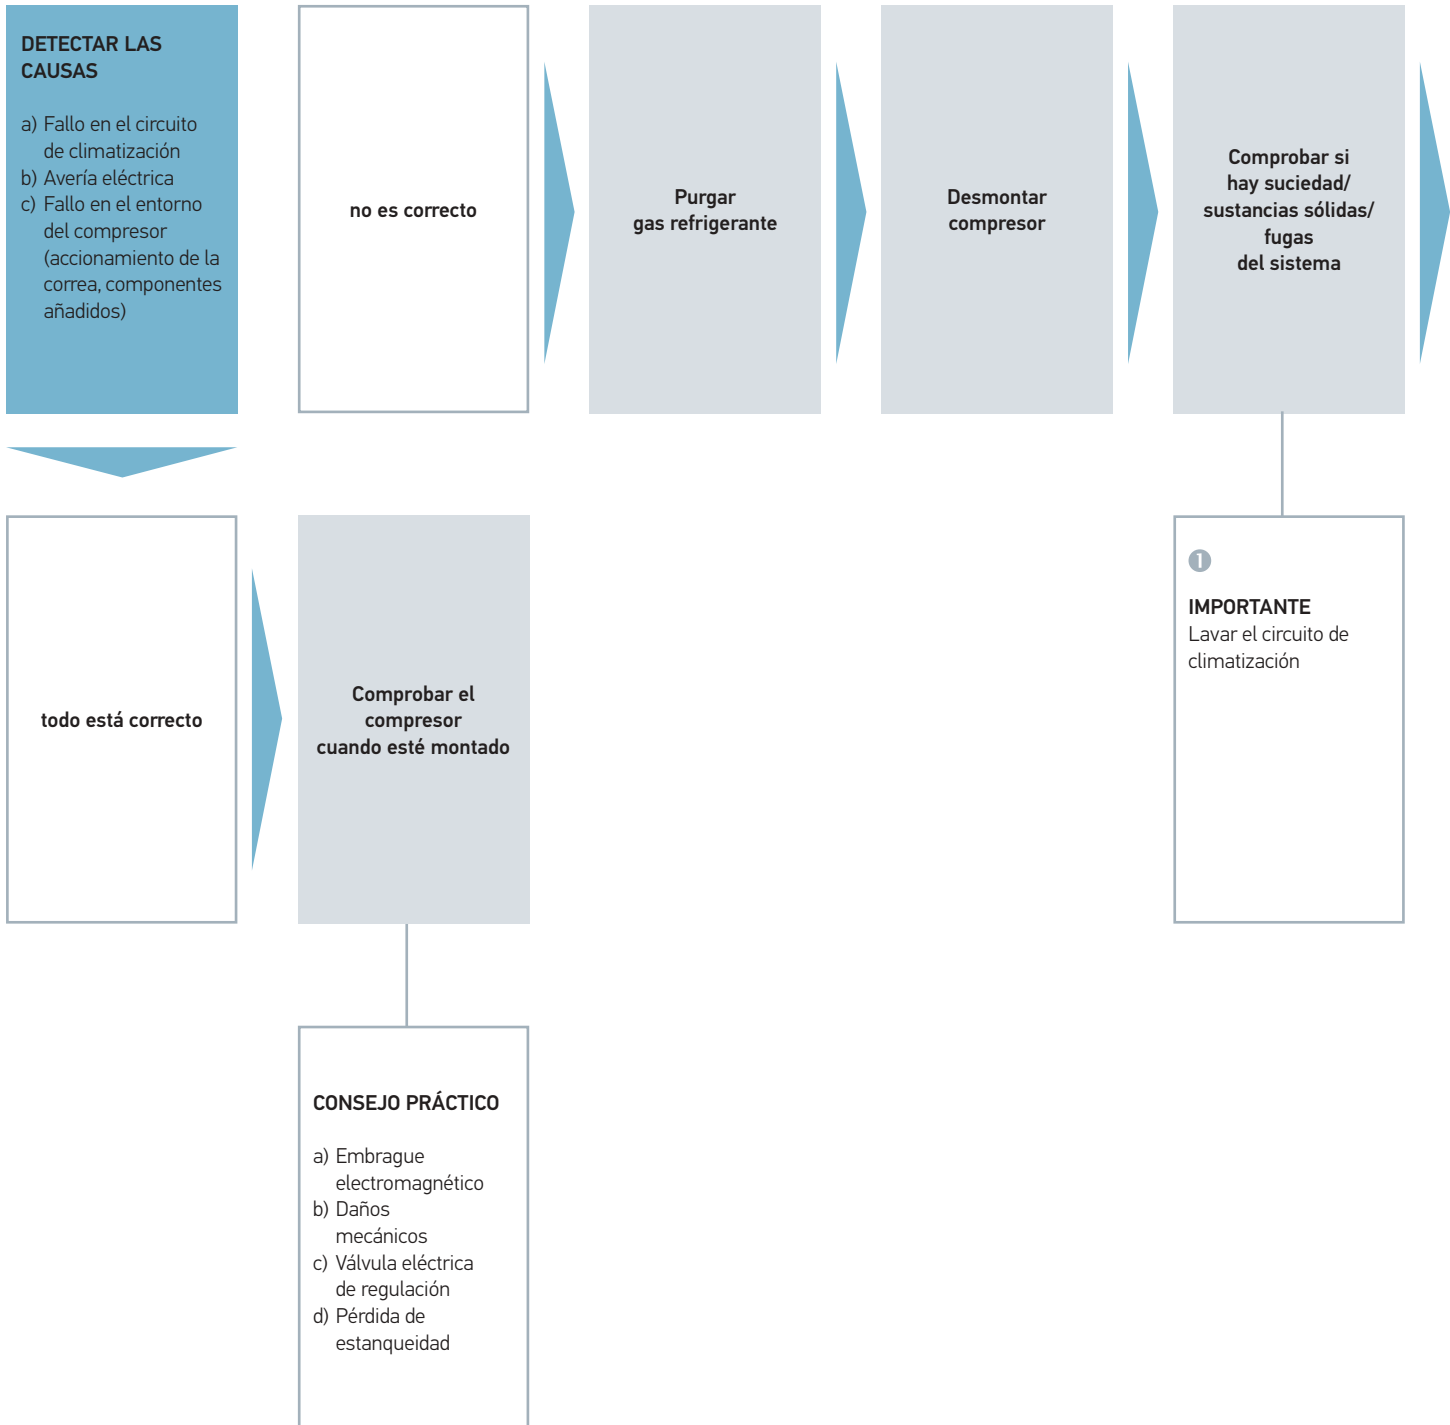 DETECTAR LAS
CAUSAS
a) Fallo en el circuito
de climatización
b) Avería eléctrica
c) Fallo en el entorno
del compresor
(accionamiento de la
correa, componentes
añadidos)
no es correcto
Purgar
gas refrigerante
Desmontar
compresor
Comprobar si
hay suciedad/
sustancias sólidas/
fugas
del sistema
todo está correcto
Comprobar el
compresor
cuando esté montado
1
IMPORTANTE
Lavar el circuito de
climatización
CONSEJO PRÁCTICO
a) Embrague
electromagnético
b) Daños
mecánicos
c) Válvula eléctrica
de regulación
d) Pérdida de
estanqueidad